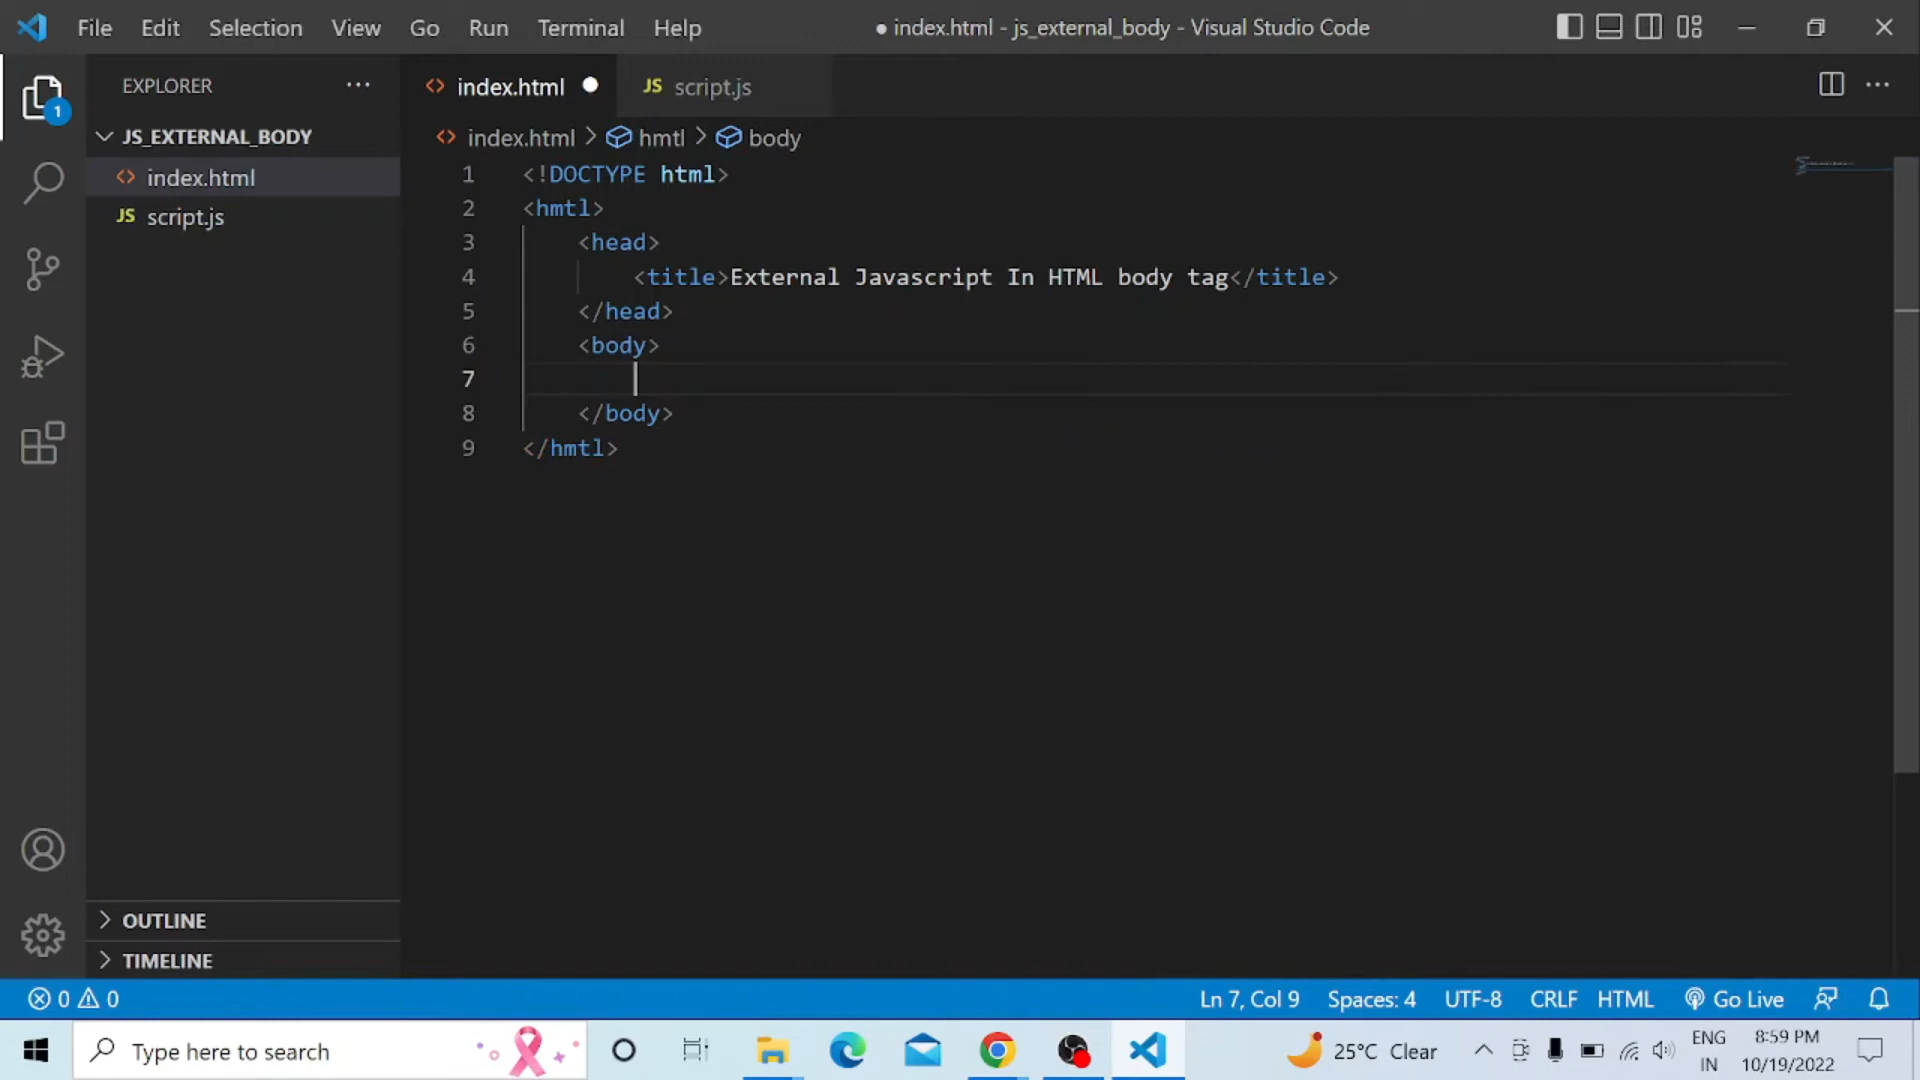 File Edit Selection View Go Run Terminal Help ● index.html - js_external_body - Visual Studio Code
EXPLORER ···
1
JS_EXTERNAL_BODY
<> index.html
JS script.js
<> index.html ●
JS script.js
<> index.html > hmtl > body
1 <!DOCTYPE html>
2 <hmtl>
3 <head>
4 <title>External Javascript In HTML body tag</title>
5 </head>
6 <body>
7
8 </body>
9 </hmtl>
OUTLINE
TIMELINE
0 0 Ln 7, Col 9 Spaces: 4 UTF-8 CRLF HTML Go Live
Type here to search
25°C Clear
ENG
IN
8:59 PM
10/19/2022